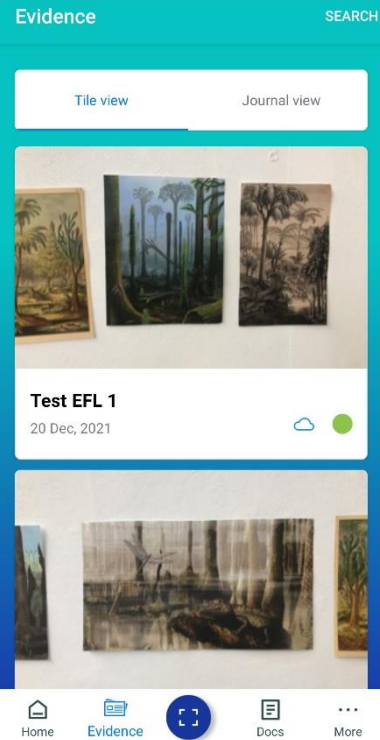 Evidence
SEARCH
Tile view
Journal view
Test EFL 1
20 Dec, 2021
Home
Evidence
Docs
More